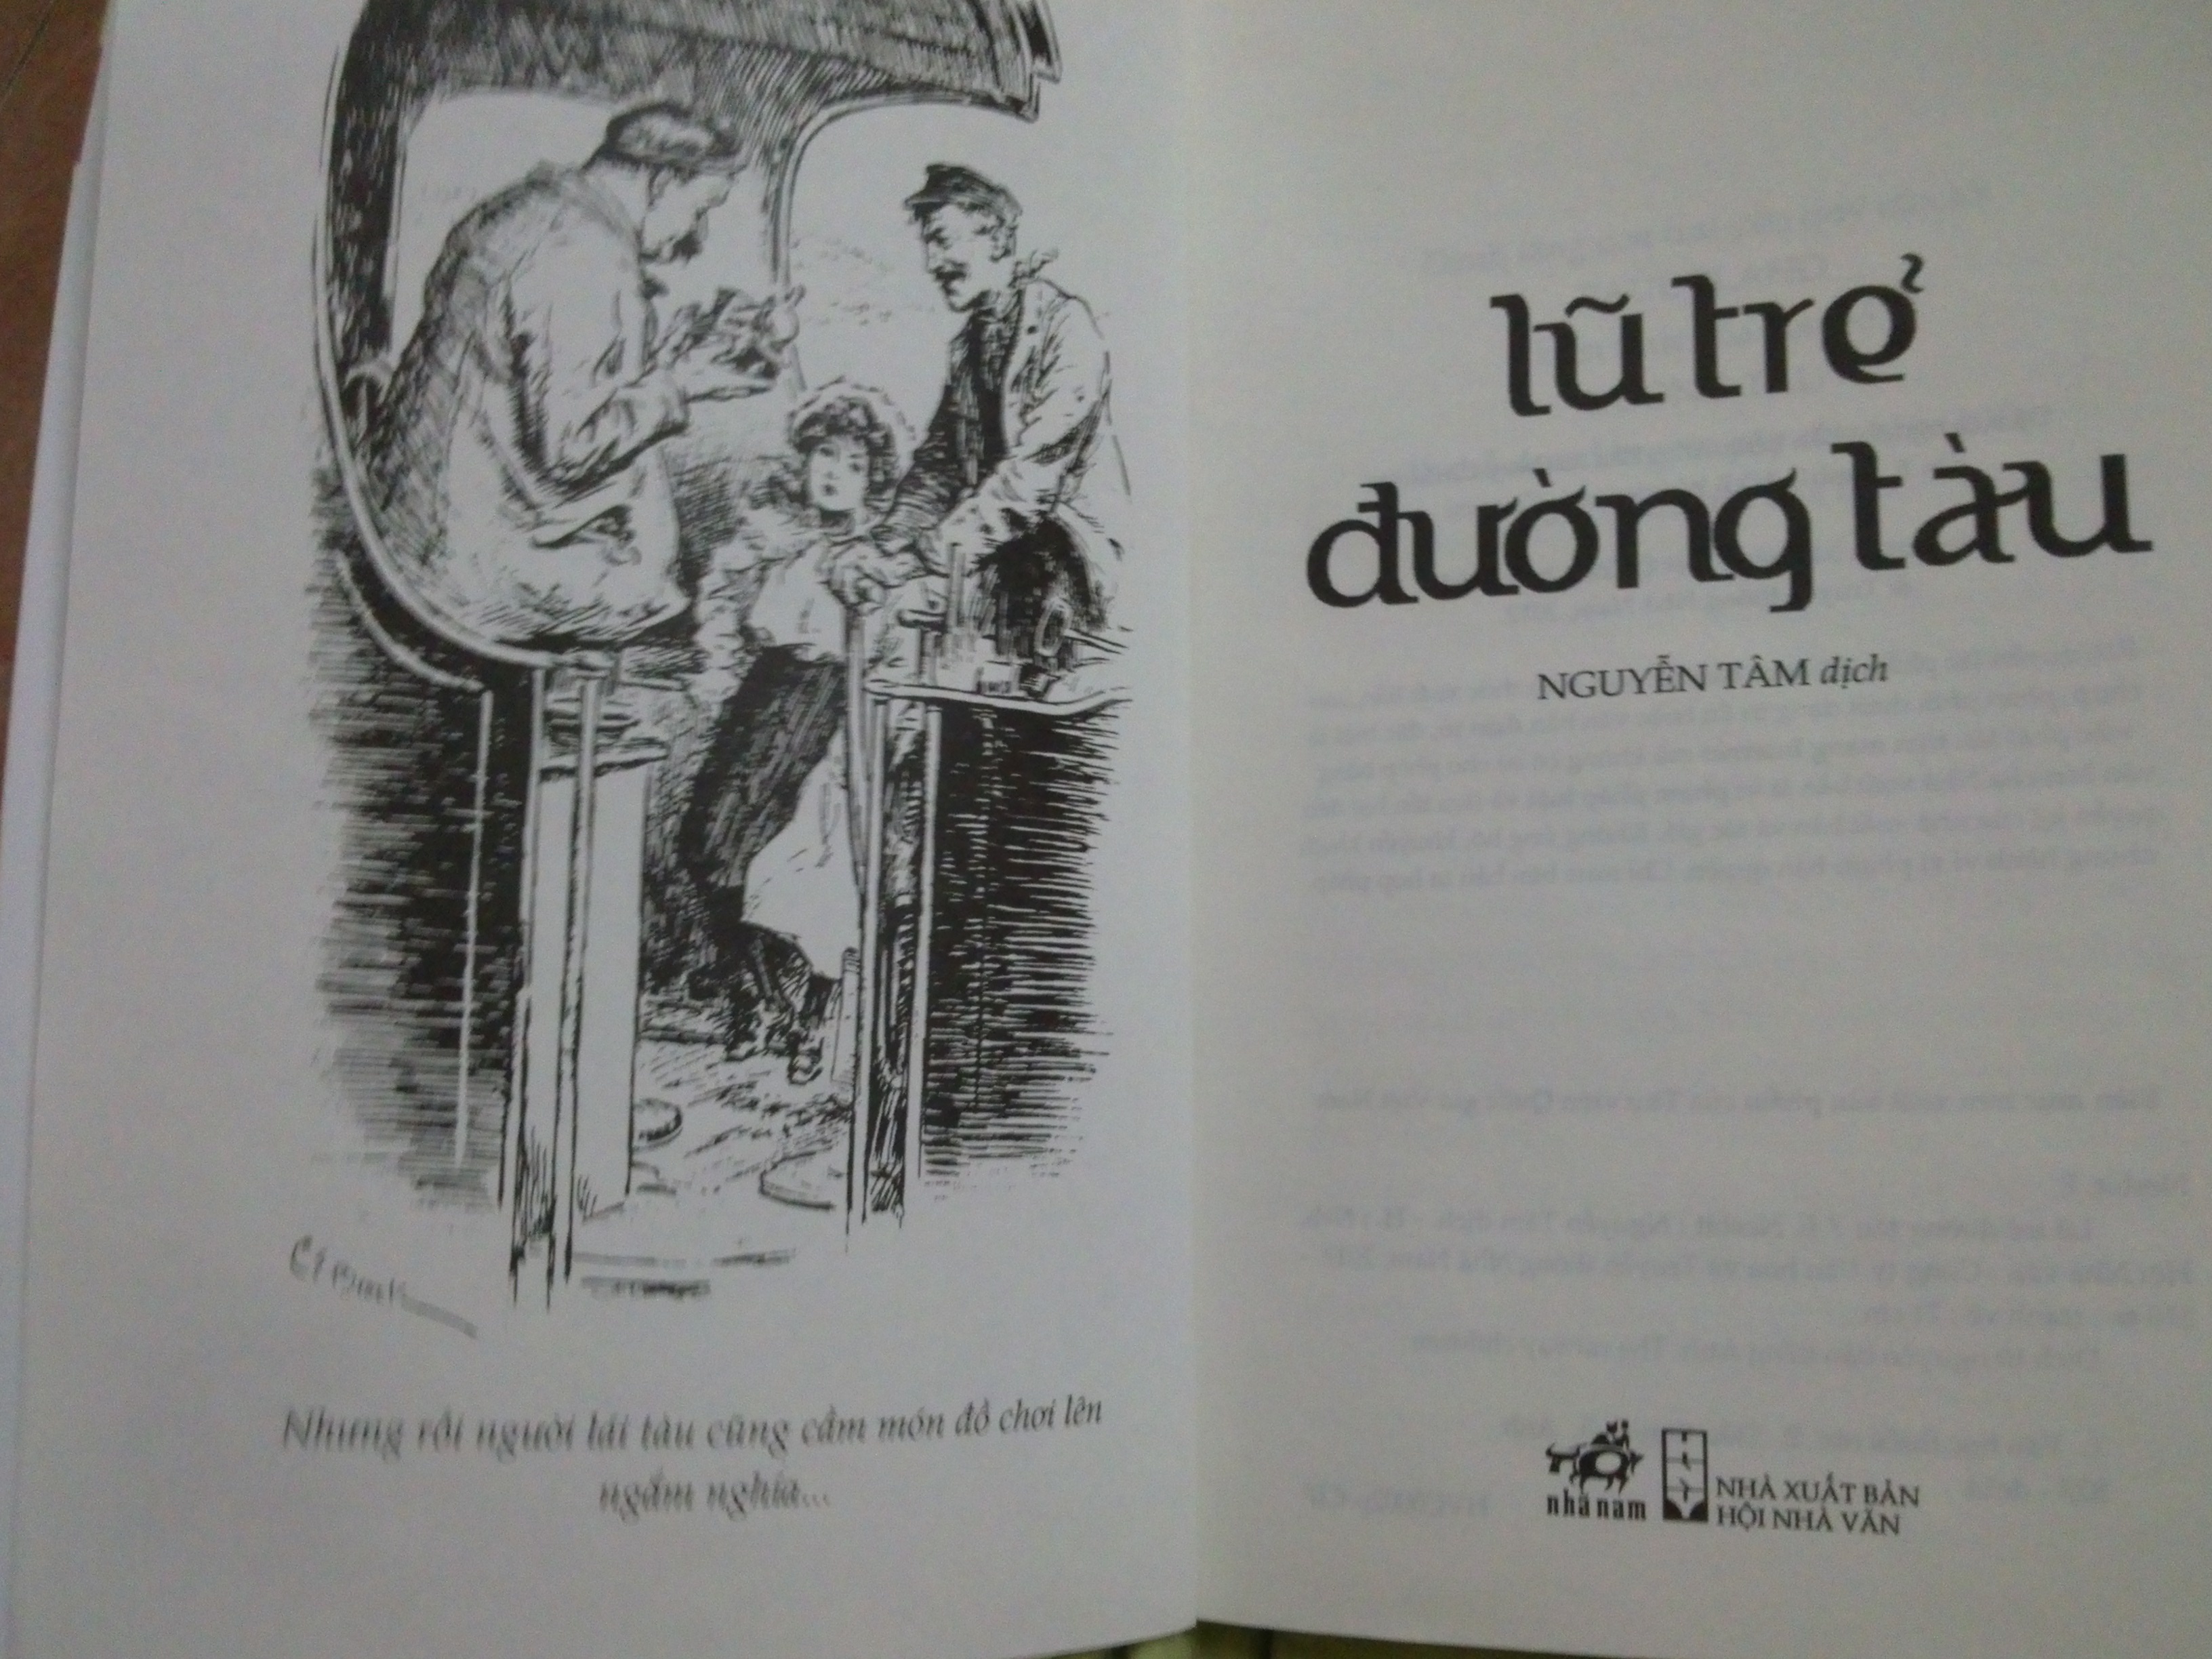 Nhưng rồi người lái tàu cũng cầm món đồ chơi lên
ngắm nghía...
lũ trẻ
đường tàu
NGUYỄN TÂM dịch
nhã nam
NHÀ XUẤT BẢN
HỘI NHÀ VĂN